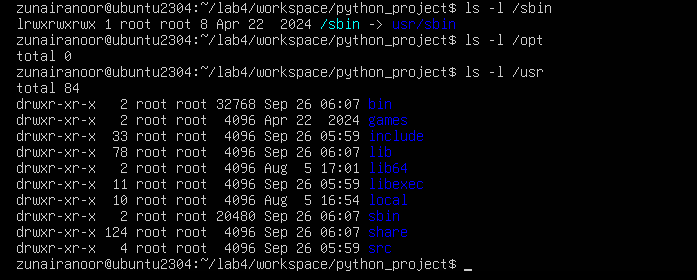 zunairanoor@ubuntu2304:~/lab4/workspace/python_project$ ls -l /sbin
lrwxrwxrwx 1 root root 8 Apr 22  2024 /sbin -> usr/sbin
zunairanoor@ubuntu2304:~/lab4/workspace/python_project$ ls -l /opt
total 0
zunairanoor@ubuntu2304:~/lab4/workspace/python_project$ ls -l /usr
total 84
drwxr-xr-x   2 root root 32768 Sep 26 06:07 bin
drwxr-xr-x   2 root root  4096 Apr 22  2024 games
drwxr-xr-x  33 root root  4096 Sep 26 05:59 include
drwxr-xr-x  78 root root  4096 Sep 26 06:07 lib
drwxr-xr-x   2 root root  4096 Aug  5 17:01 lib64
drwxr-xr-x  11 root root  4096 Sep 26 05:59 libexec
drwxr-xr-x  10 root root  4096 Aug  5 16:54 local
drwxr-xr-x   2 root root 20480 Sep 26 06:07 sbin
drwxr-xr-x 124 root root  4096 Sep 26 06:07 share
drwxr-xr-x   4 root root  4096 Sep 26 05:59 src
zunairanoor@ubuntu2304:~/lab4/workspace/python_project$ _